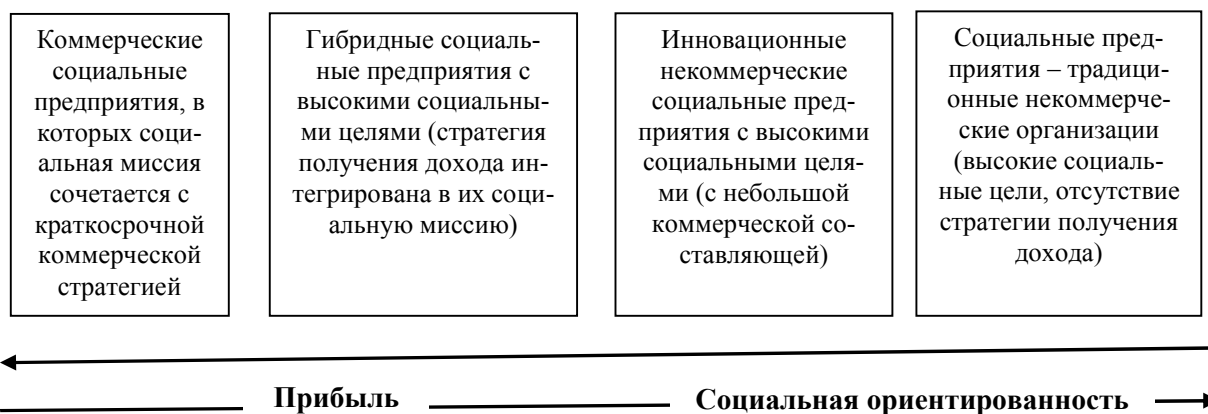 Коммерческие
социальные
предприятия, в
которых соци-
альная миссия
сочетается с
краткосрочной
коммерческой
стратегией
Гибридные социаль-
ные предприятия с
высокими социальны-
ми целями (стратегия
получения дохода ин-
тегрирована в их соци-
альную миссию)
Инновационные
некоммерческие
социальные пред-
приятия с высокими
социальными целя-
ми (с небольшой
коммерческой со-
ставляющей)
Социальные пред-
приятия – традици-
онные некоммерче-
ские организации
(высокие социаль-
ные цели, отсутствие
стратегии получения
дохода)
Прибыль
Социальная ориентированность